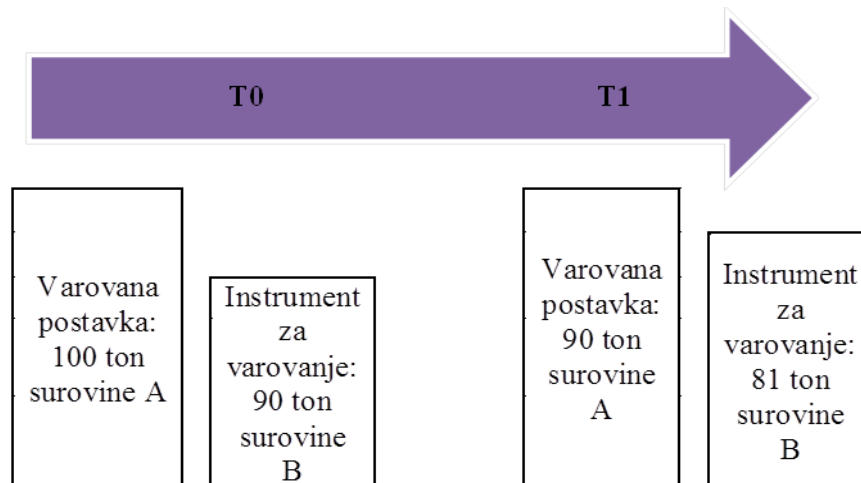 T0
T1
Varovana
postavka:
100 ton
surovine A
Instrument
za
varovanje:
90 ton
surovine
B
Varovana
postavka:
90 ton
surovine
A
Instrument
za
varovanje:
81 ton
surovine
B